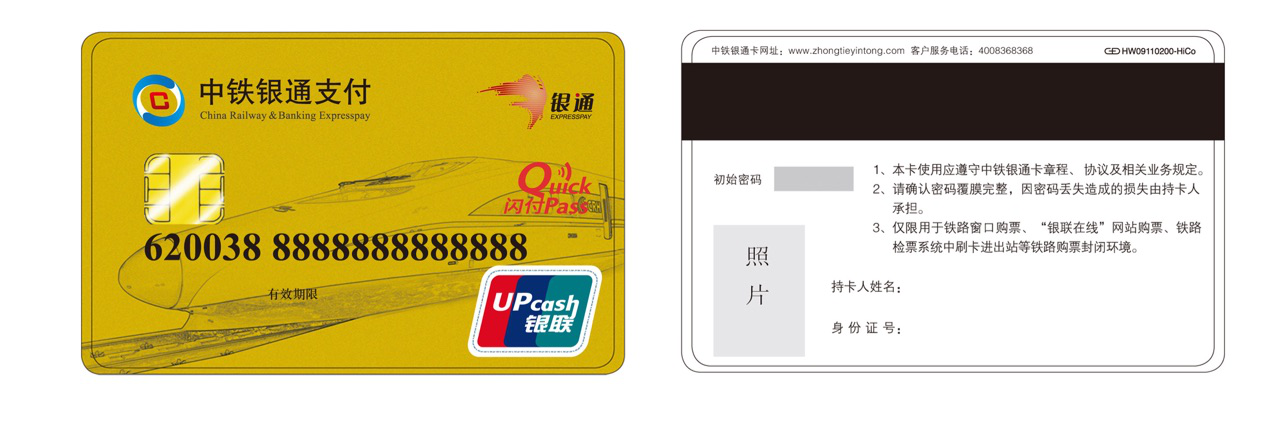 中铁银通支付
China Railway & Banking Expresspay
银通
EXPRESSPAY
Quick
闪付Pass
620038 8888888888888
有效期限
UPcash
银联
中铁银通卡网址：www.zhongtieyintong.com 客户服务电话：4008368368
HW09110200-HiCo
初始密码
1、本卡使用应遵守中铁银通卡章程、协议及相关业务规定。
2、请确认密码覆膜完整，因密码丢失造成的损失由持卡人
承担。
3、仅限用于铁路窗口购票、“银联在线”网站购票、铁路
检票系统中刷卡进出站等铁路购票封闭环境。
照
片
持卡人姓名：
身 份 证 号：